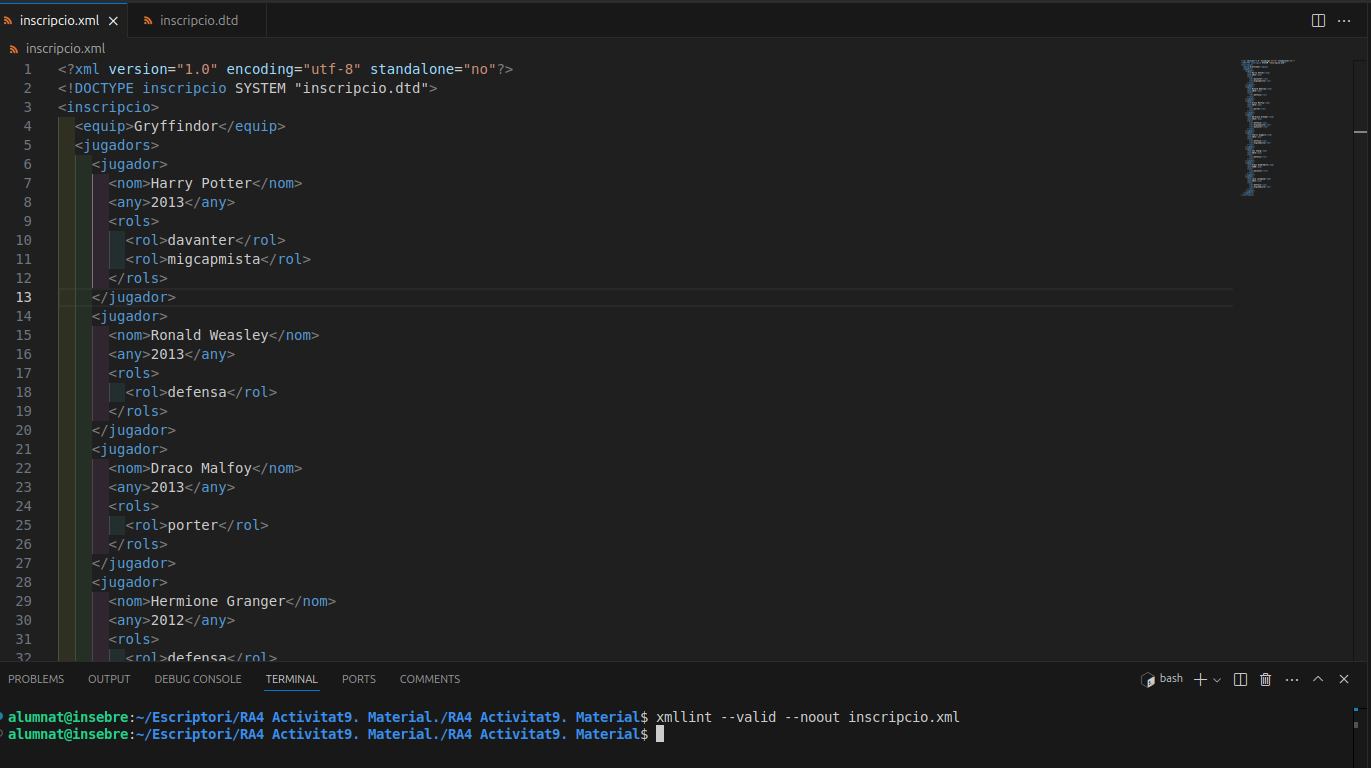 inscripcio.xml inscripcio.dtd
inscripcio.xml
1 <?xml version="1.0" encoding="utf-8" standalone="no"?>
2 <!DOCTYPE inscripcio SYSTEM "inscripcio.dtd">
3 <inscripcio>
4 <equip>Gryffindor</equip>
5 <jugadors>
6 <jugador>
7 <nom>Harry Potter</nom>
8 <any>2013</any>
9 <rols>
10 <rol>davanter</rol>
11 <rol>migcapmista</rol>
12 </rols>
13 </jugador>
14 <jugador>
15 <nom>Ronald Weasley</nom>
16 <any>2013</any>
17 <rols>
18 <rol>defensa</rol>
19 </rols>
20 </jugador>
21 <jugador>
22 <nom>Draco Malfoy</nom>
23 <any>2013</any>
24 <rols>
25 <rol>porter</rol>
26 </rols>
27 </jugador>
28 <jugador>
29 <nom>Hermione Granger</nom>
30 <any>2012</any>
31 <rols>
32 <rol>defensa</rol>
PROBLEMS OUTPUT DEBUG CONSOLE TERMINAL PORTS COMMENTS bash
alumnat@insebre:~/Escriptori/RA4 Activitat9. Material./RA4 Activitat9. Material$ xmllint --valid --noout inscripcio.xml
alumnat@insebre:~/Escriptori/RA4 Activitat9. Material./RA4 Activitat9. Material$